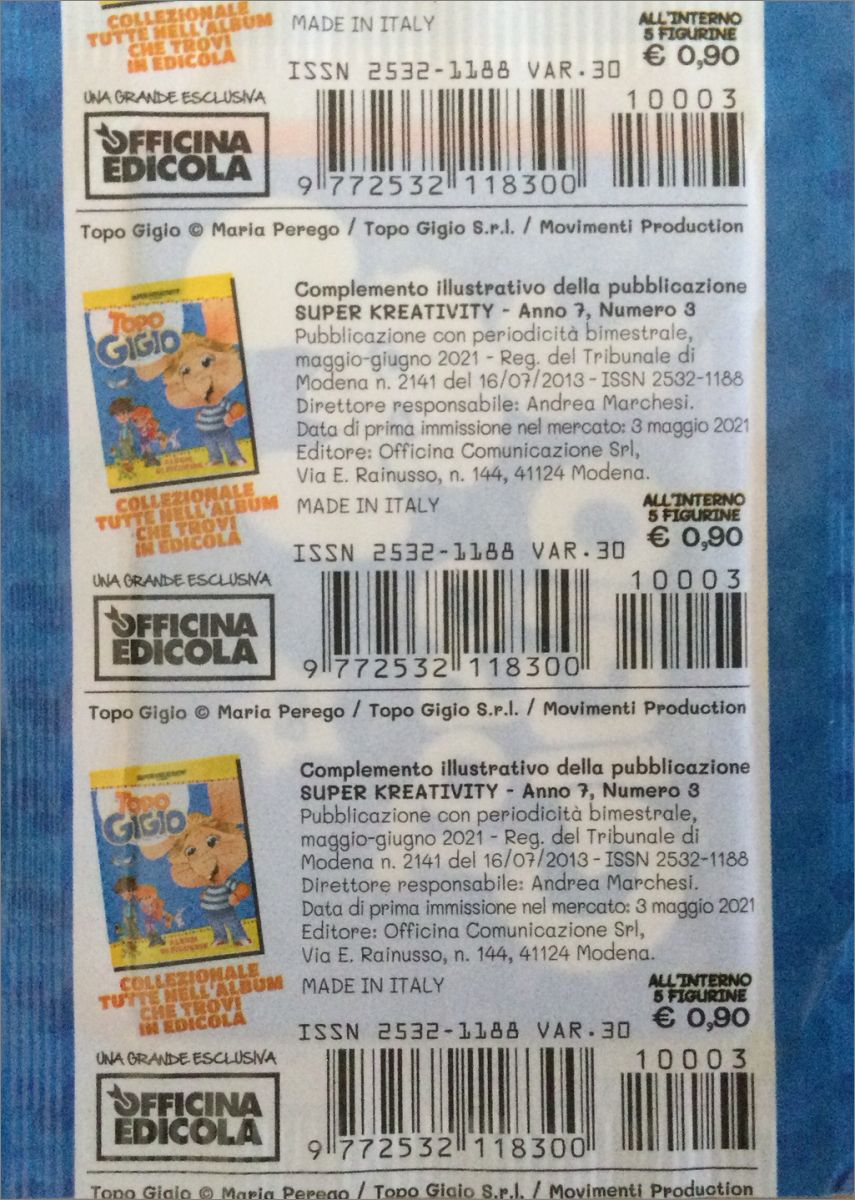 COLLEZIONALE
TUTTE NELL'ALBUM
CHE TROVI
IN EDICOLA
MADE IN ITALY
ALL'INTERNO
5 FIGURINE
€ 0,90
ISSN 2532-1188 VAR.30
UNA GRANDE ESCLUSIVA
OFFICINA
EDICOLA
10003
9 772532 118300
Topo Gigio © Maria Perego / Topo Gigio S.r.l. / Movimenti Production
TOPO
GIGIO
ALBUM DI FIGURINE
Complemento illustrativo della pubblicazione
SUPER KREATIVITY - Anno 7, Numero 3
Pubblicazione con periodicità bimestrale,
maggio-giugno 2021 - Reg. del Tribunale di
Modena n. 2141 del 16/07/2013 - ISSN 2532-1188
Direttore responsabile: Andrea Marchesi.
Data di prima immissione nel mercato: 3 maggio 2021
Editore: Officina Comunicazione Srl,
Via E. Rainusso, n. 144, 41124 Modena.
COLLEZIONALE
TUTTE NELL'ALBUM
CHE TROVI
IN EDICOLA
MADE IN ITALY
ALL'INTERNO
5 FIGURINE
€ 0,90
ISSN 2532-1188 VAR.30
UNA GRANDE ESCLUSIVA
OFFICINA
EDICOLA
10003
9 772532 118300
Topo Gigio © Maria Perego / Topo Gigio S.r.l. / Movimenti Production
TOPO
GIGIO
ALBUM
DI FIGURINE
Complemento illustrativo della pubblicazione
SUPER KREATIVITY - Anno 7, Numero 3
Pubblicazione con periodicità bimestrale,
maggio-giugno 2021 - Reg. del Tribunale di
Modena n. 2141 del 16/07/2013 - ISSN 2532-1188
Direttore responsabile: Andrea Marchesi.
Data di prima immissione nel mercato: 3 maggio 2021
Editore: Officina Comunicazione Srl,
Via E. Rainusso, n. 144, 41124 Modena.
COLLEZIONALE
TUTTE NELL'ALBUM
CHE TROVI
IN EDICOLA
MADE IN ITALY
ALL'INTERNO
5 FIGURINE
€ 0,90
ISSN 2532-1188 VAR.30
UNA GRANDE ESCLUSIVA
OFFICINA
EDICOLA
10003
9 772532 118300
Topo Gigio © Maria Perego / Topo Gigio S.r.l. / Movimenti Production